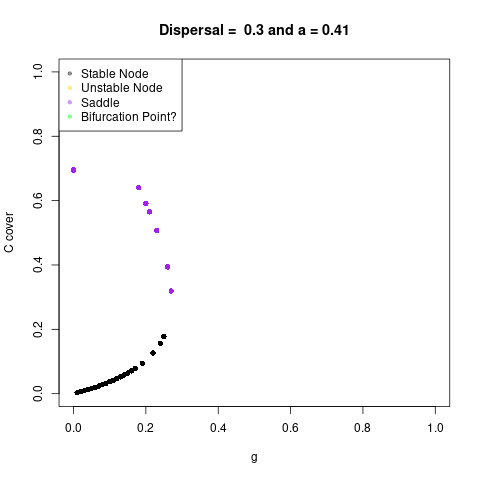 Dispersal =  0.3 and a = 0.41
Stable Node
Unstable Node
Saddle
Bifurcation Point?
C cover
1.0
0.8
0.6
0.4
0.2
0.0
0.0 0.2 0.4 0.6 0.8 1.0
g